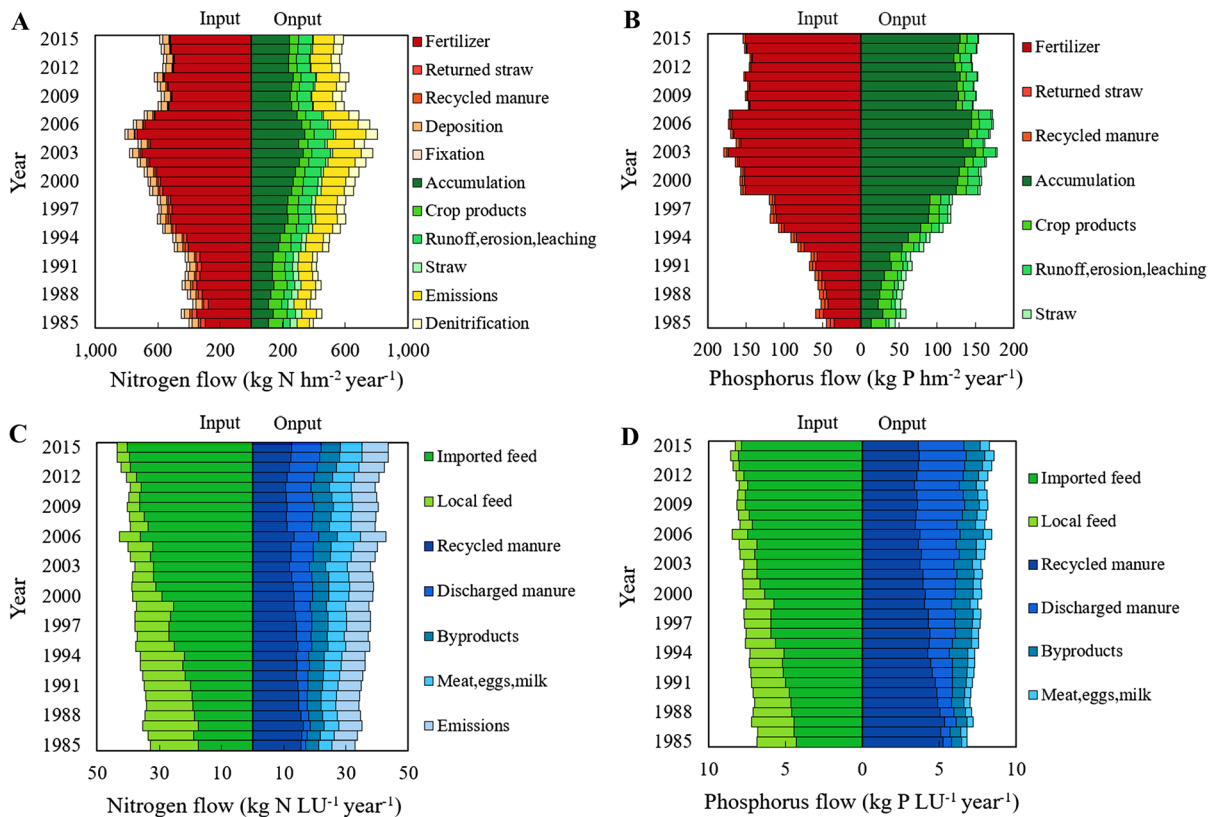 A
Input Onput
2015
2012
2009
2006
2003
2000
1997
1994
1991
1988
1985
Year
1,000 600 200 200 600 1,000
Nitrogen flow (kg N hm⁻² year⁻¹)
Fertilizer
Returned straw
Recycled manure
Deposition
Fixation
Accumulation
Crop products
Runoff,erosion,leaching
Straw
Emissions
Denitrification
B
Input Onput
2015
2012
2009
2006
2003
2000
1997
1994
1991
1988
1985
Year
200 150 100 50 0 50 100 150 200
Phosphorus flow (kg P hm⁻² year⁻¹)
Fertilizer
Returned straw
Recycled manure
Accumulation
Crop products
Runoff,erosion,leaching
Straw
C
Input Onput
2015
2012
2009
2006
2003
2000
1997
1994
1991
1988
1985
Year
50 30 10 10 30 50
Nitrogen flow (kg N LU⁻¹ year⁻¹)
Imported feed
Local feed
Recycled manure
Discharged manure
Byproducts
Meat,eggs,milk
Emissions
D
Input Onput
2015
2012
2009
2006
2003
2000
1997
1994
1991
1988
1985
Year
10 5 0 5 10
Phosphorus flow (kg P LU⁻¹ year⁻¹)
Imported feed
Local feed
Recycled manure
Discharged manure
Byproducts
Meat,eggs,milk